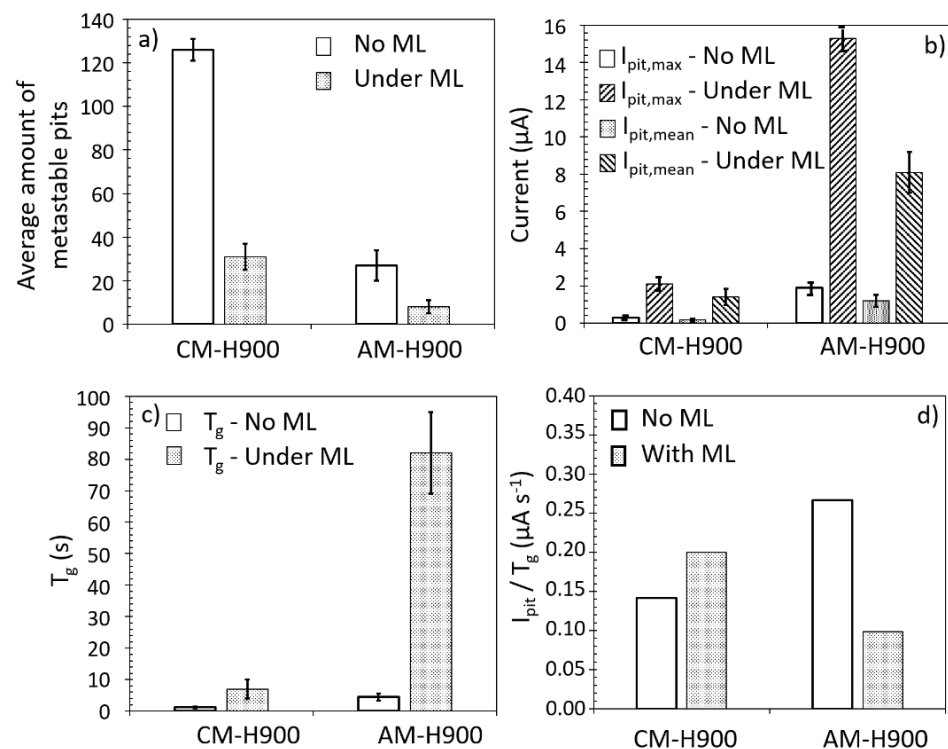 a)
No ML
Under ML
Average amount of
metastable pits
140
120
100
80
60
40
20
0
CM-H900
AM-H900
b)
I_pit,max - No ML
I_pit,max - Under ML
I_pit,mean - No ML
I_pit,mean - Under ML
Current (μA)
16
14
12
10
8
6
4
2
0
CM-H900
AM-H900
c)
T_g - No ML
T_g - Under ML
T_g (s)
100
90
80
70
60
50
40
30
20
10
0
CM-H900
AM-H900
d)
No ML
With ML
I_pit / T_g (μA s⁻¹)
0.40
0.35
0.30
0.25
0.20
0.15
0.10
0.05
0.00
CM-H900
AM-H900